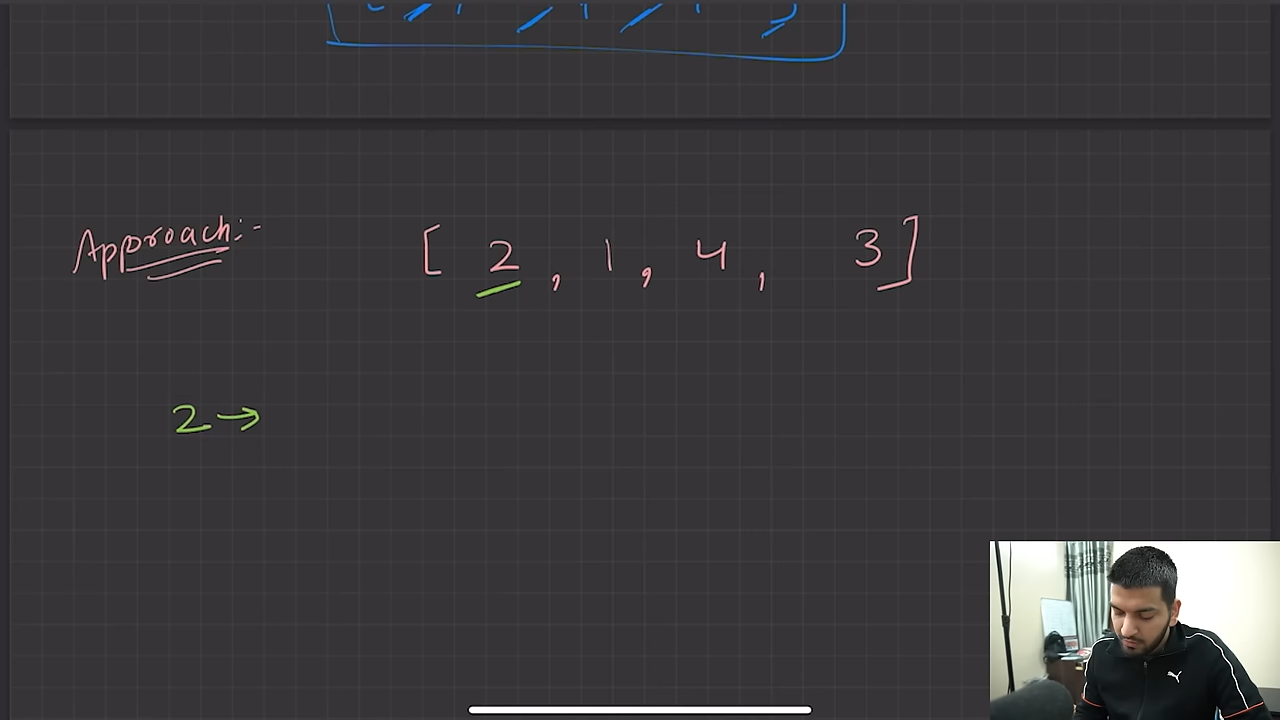 Approach:-
[ 2 , 1 , 4 , 3 ]
2 →